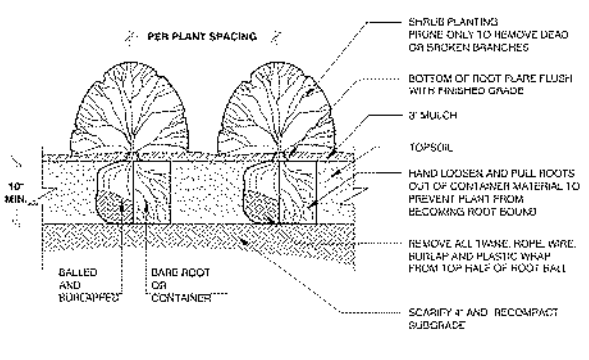 PER PLANT SPACING
SHRUB PLANTING
PRUNE ONLY TO REMOVE DEAD
OR BROKEN BRANCHES
BOTTOM OF ROOT FLARE FLUSH
WITH FINISHED GRADE
3" MULCH
TOPSOIL
10"
MIN.
HAND LOOSEN AND PULL ROOTS
OUT OF CONTAINER MATERIAL TO
PREVENT PLANT FROM
BECOMING ROOT BOUND
REMOVE ALL TWINE, ROPE, WIRE,
BURLAP AND PLASTIC WRAP
FROM TOP HALF OF ROOT BALL
BALLED
AND
BURLAPPED
BARE ROOT
OR
CONTAINER
SCARIFY 4" AND RECOMPACT
SUBGRADE